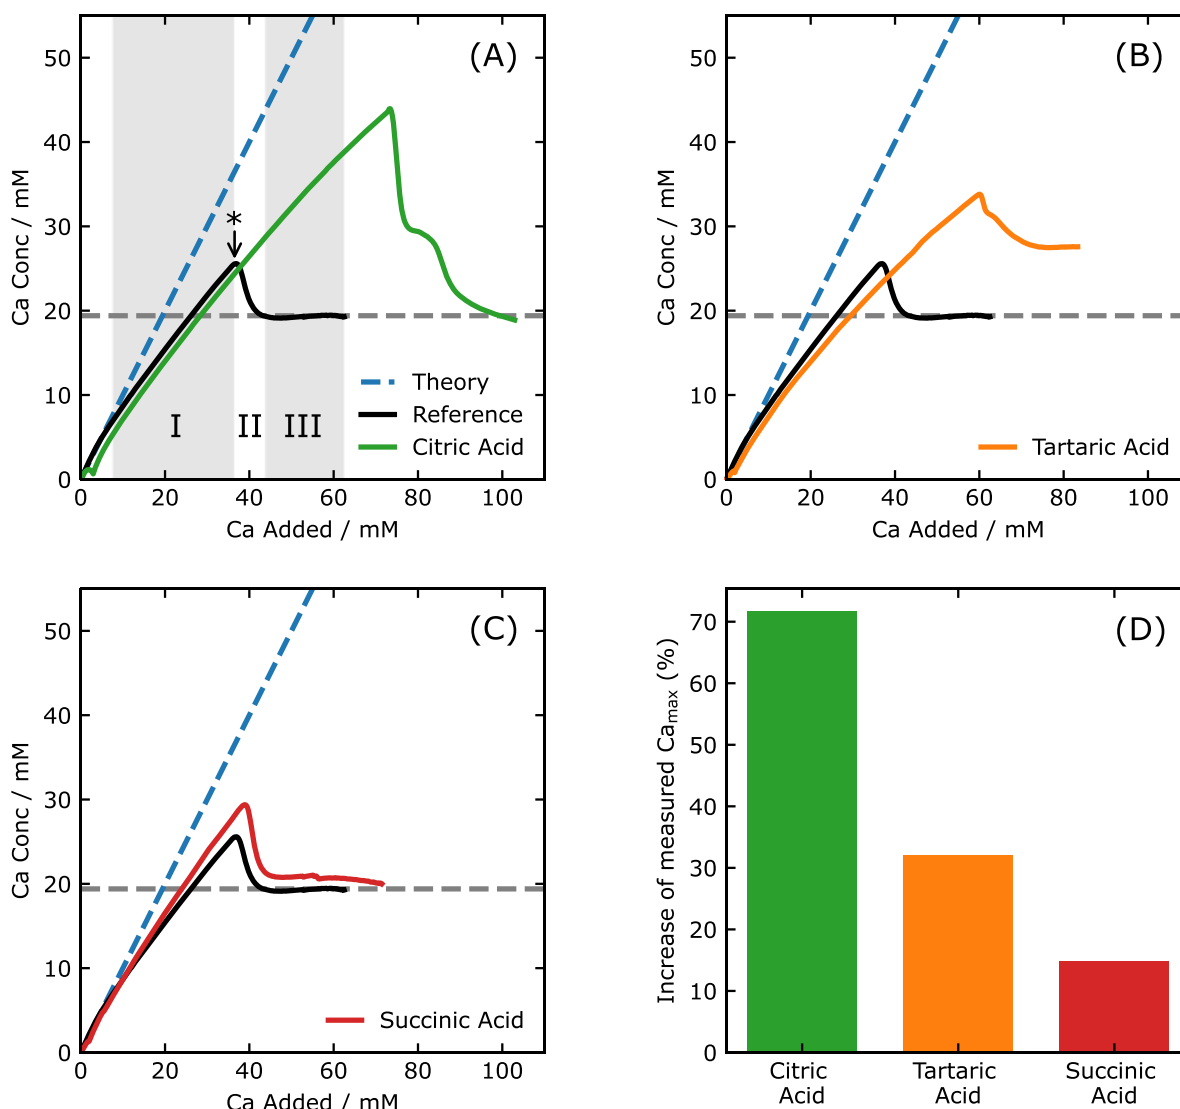 (A)
50
40
30
20
10
0
Ca Conc / mM
*
I II III
Theory
Reference
Citric Acid
0 20 40 60 80 100
Ca Added / mM
(B)
50
40
30
20
10
0
Ca Conc / mM
Tartaric Acid
0 20 40 60 80 100
Ca Added / mM
(C)
50
40
30
20
10
0
Ca Conc / mM
Succinic Acid
0 20 40 60 80 100
Ca Added / mM
(D)
70
60
50
40
30
20
10
0
Increase of measured Ca_max (%)
Citric Tartaric Succinic
Acid Acid Acid